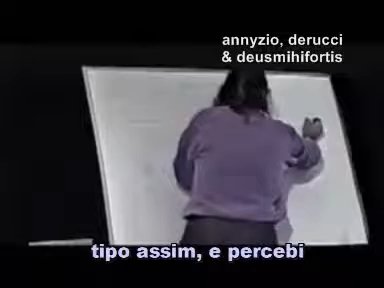 annyzio, derucci
& deusmihifortis
tipo assim, e percebi